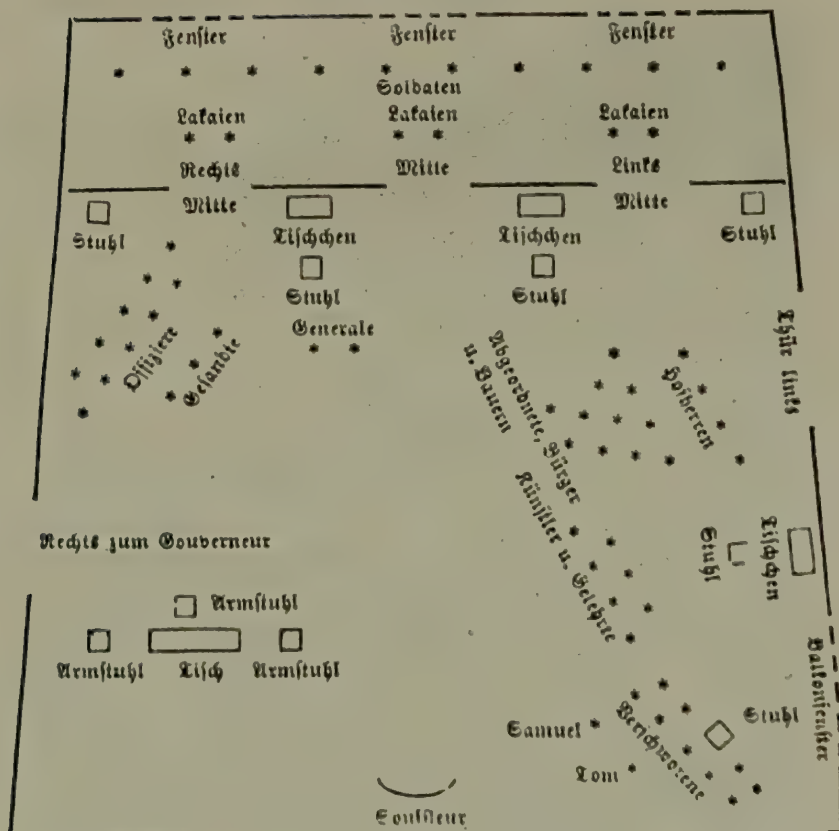 Fenſter Fenſter Fenſter
Soldaten
Lakaien Lakaien Lakaien
Rechts Mitte Links
Mitte Mitte
Stuhl Tiſchchen Tiſchchen Stuhl
Stuhl Stuhl
Generale
Offiziere
Geſandte
Abgeordnete, Bürger
u. Bauern
Hofherren
Thür links
Künſtler u. Gelehrte
Stuhl
Tiſchchen
Rechts zum Gouverneur
Armſtuhl
Armſtuhl Tiſch Armſtuhl
Balkonfenſter
Stuhl
Samuel
Verſchworene
Tom
Souffleur